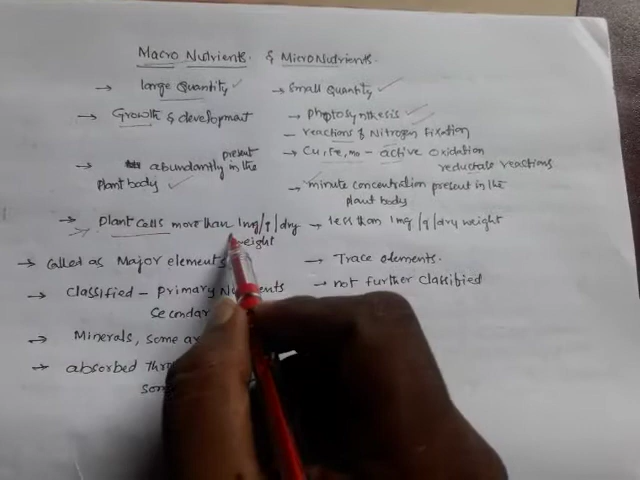 Macro Nutrients & MicroNutrients.
→ large quantity → small quantity
→ Growth & development → photosynthesis
– reactions of Nitrogen fixation
→ abundantly present in the plant body → Cu, Fe, mo – active oxidation reductate reactions
minute concentration present in the plant body
→ plant cells more than 1mg/g/dry weight → less than 1mg/g/dry weight
→ called as Major elements → Trace elements.
→ classified – primary → not further classified
→ Minerals, some
→ absorbed